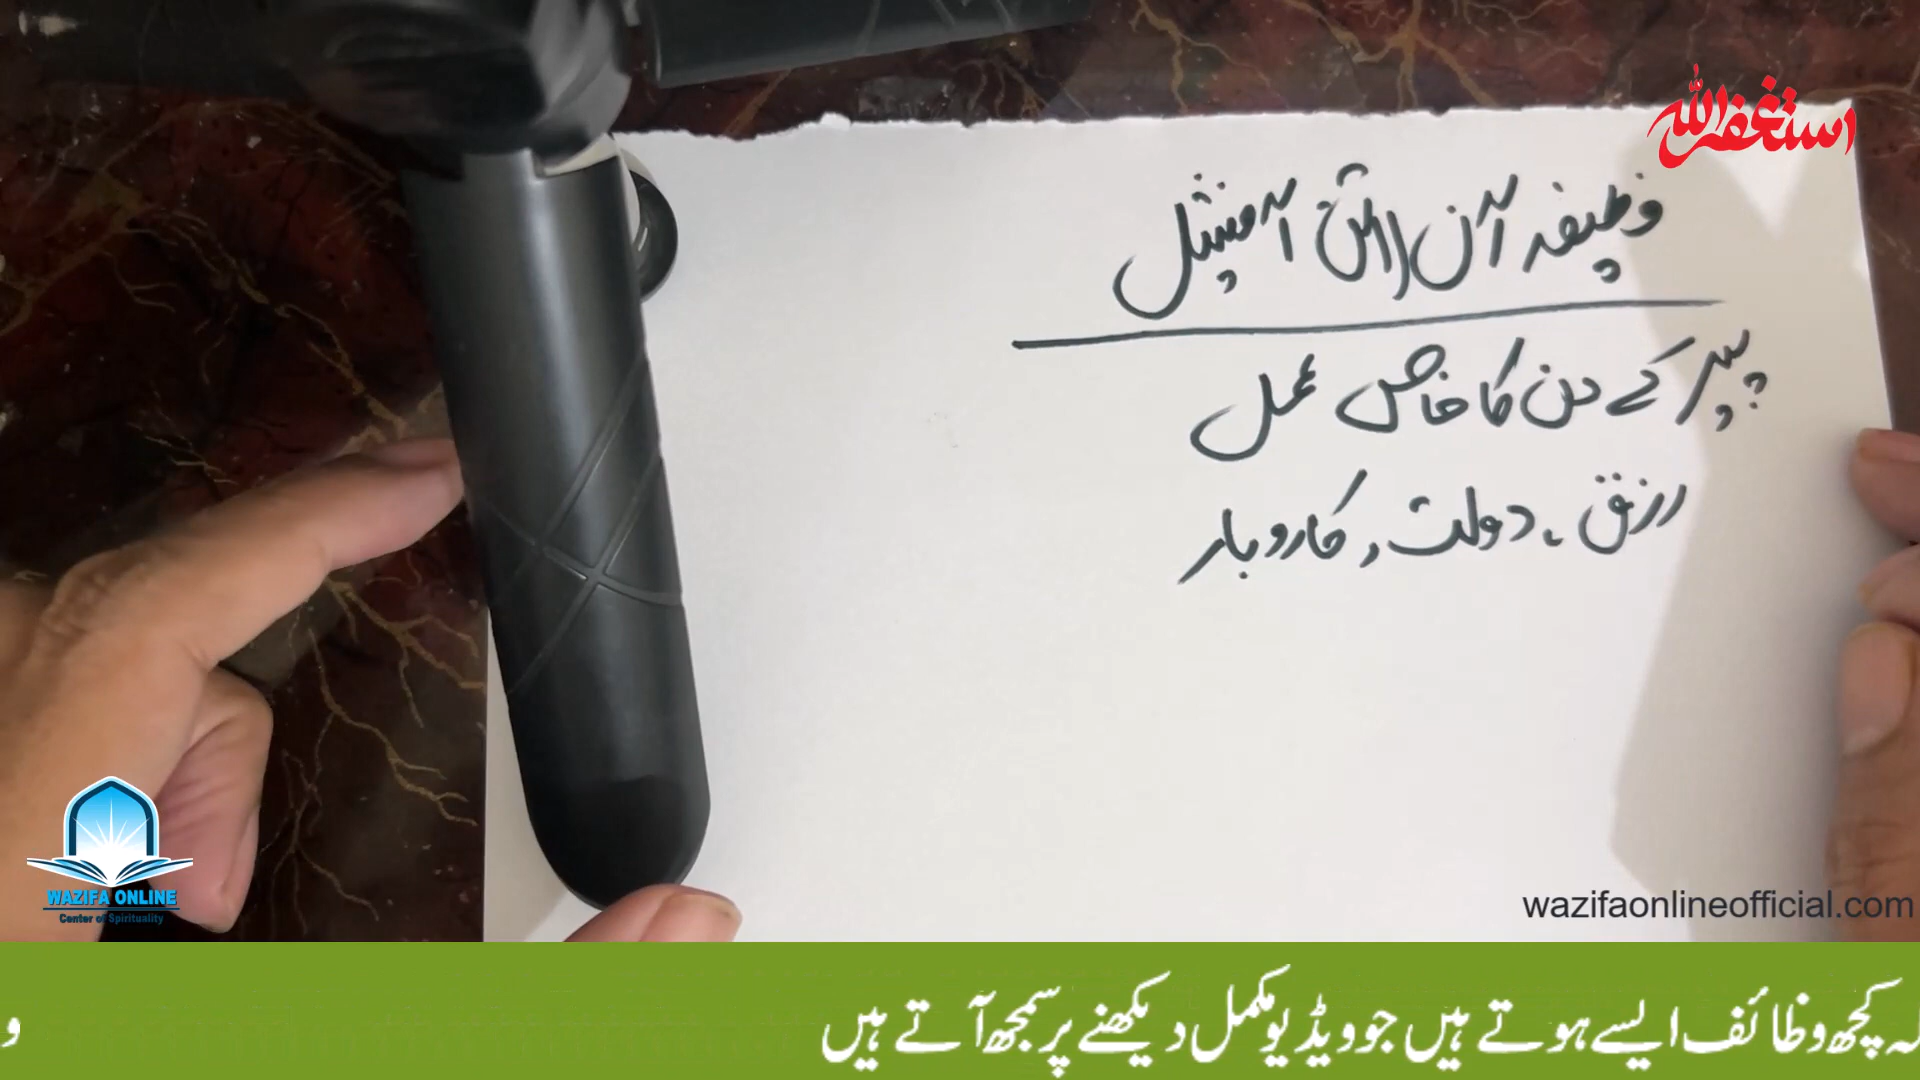 استغفراللہ
وظیفہ آن لائن آفیشل
پیر کے دن کا خاص عمل
رزق، دولت، کاروبار
WAZIFA ONLINE
Center of Spirituality
wazifaonlineofficial.com
کچھ وظائف ایسے ہوتے ہیں جو ویڈیو مکمل دیکھنے پر سمجھ آتے ہیں